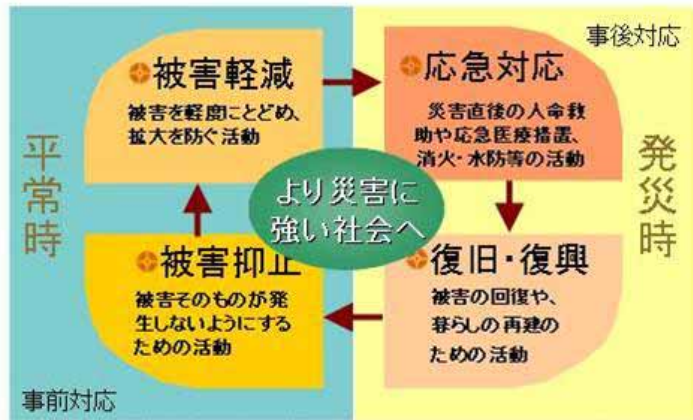 事後対応
被害軽減
被害を軽度にとどめ、
拡大を防ぐ活動
応急対応
災害直後の人命救
助や応急医療措置、
消火・水防等の活動
平常時
発災時
より災害に
強い社会へ
被害抑止
被害そのものが発
生しないようにする
ための活動
復旧・復興
被害の回復や、
暮らしの再建の
ための活動
事前対応